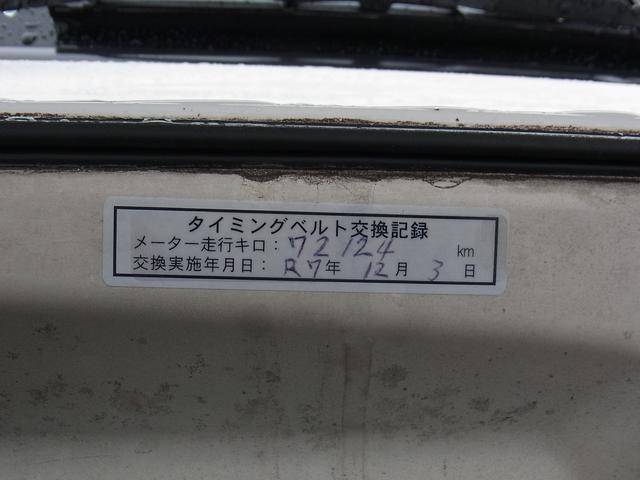 タイミングベルト交換記録
メーター走行キロ：72124 km
交換実施年月日：R7年12月3日